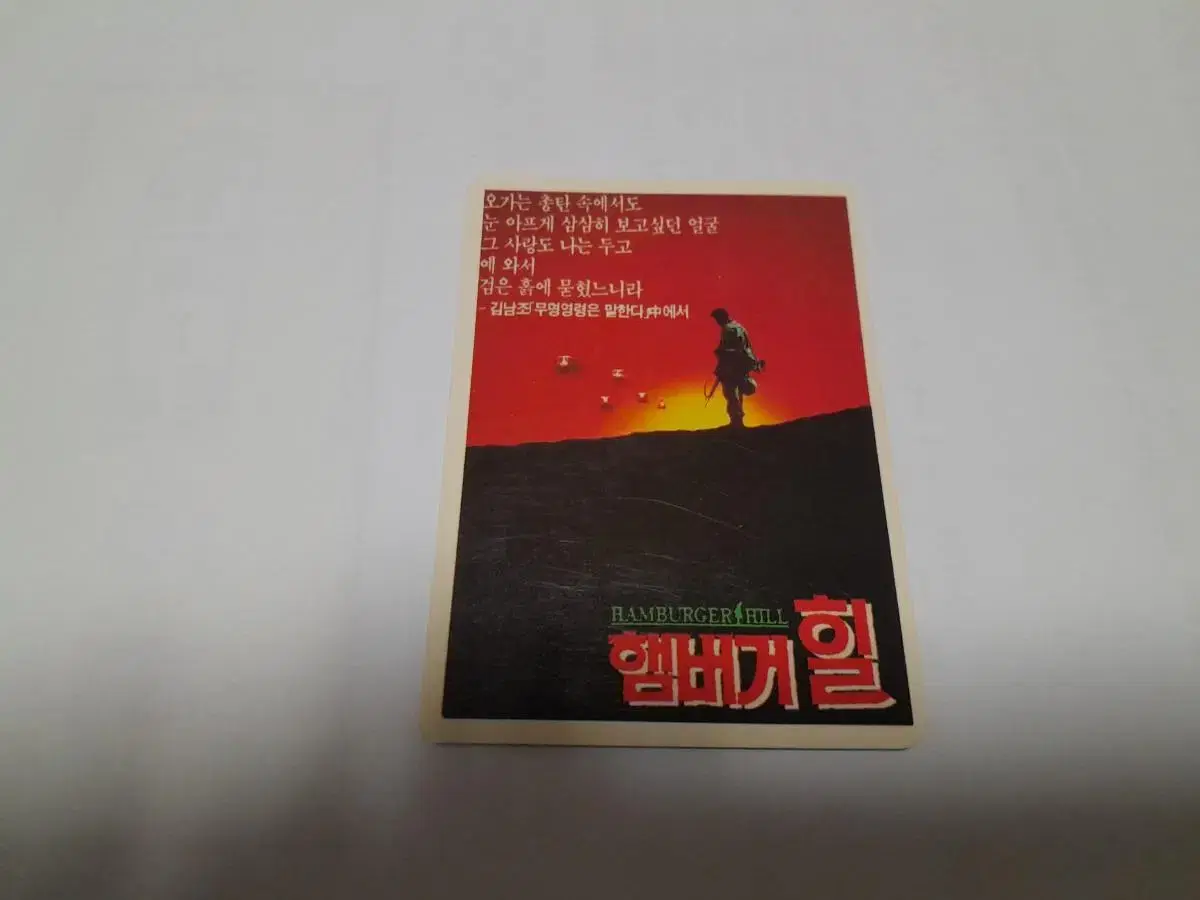 오가는 총탄 속에서도
눈 아프게 삼삼히 보고싶던 얼굴
그 사랑도 나는 두고
예 와서
검은 흙에 묻혔느니라
- 김남조「무명영령은 말한다」中에서
HAMBURGER HILL
햄버거 힐